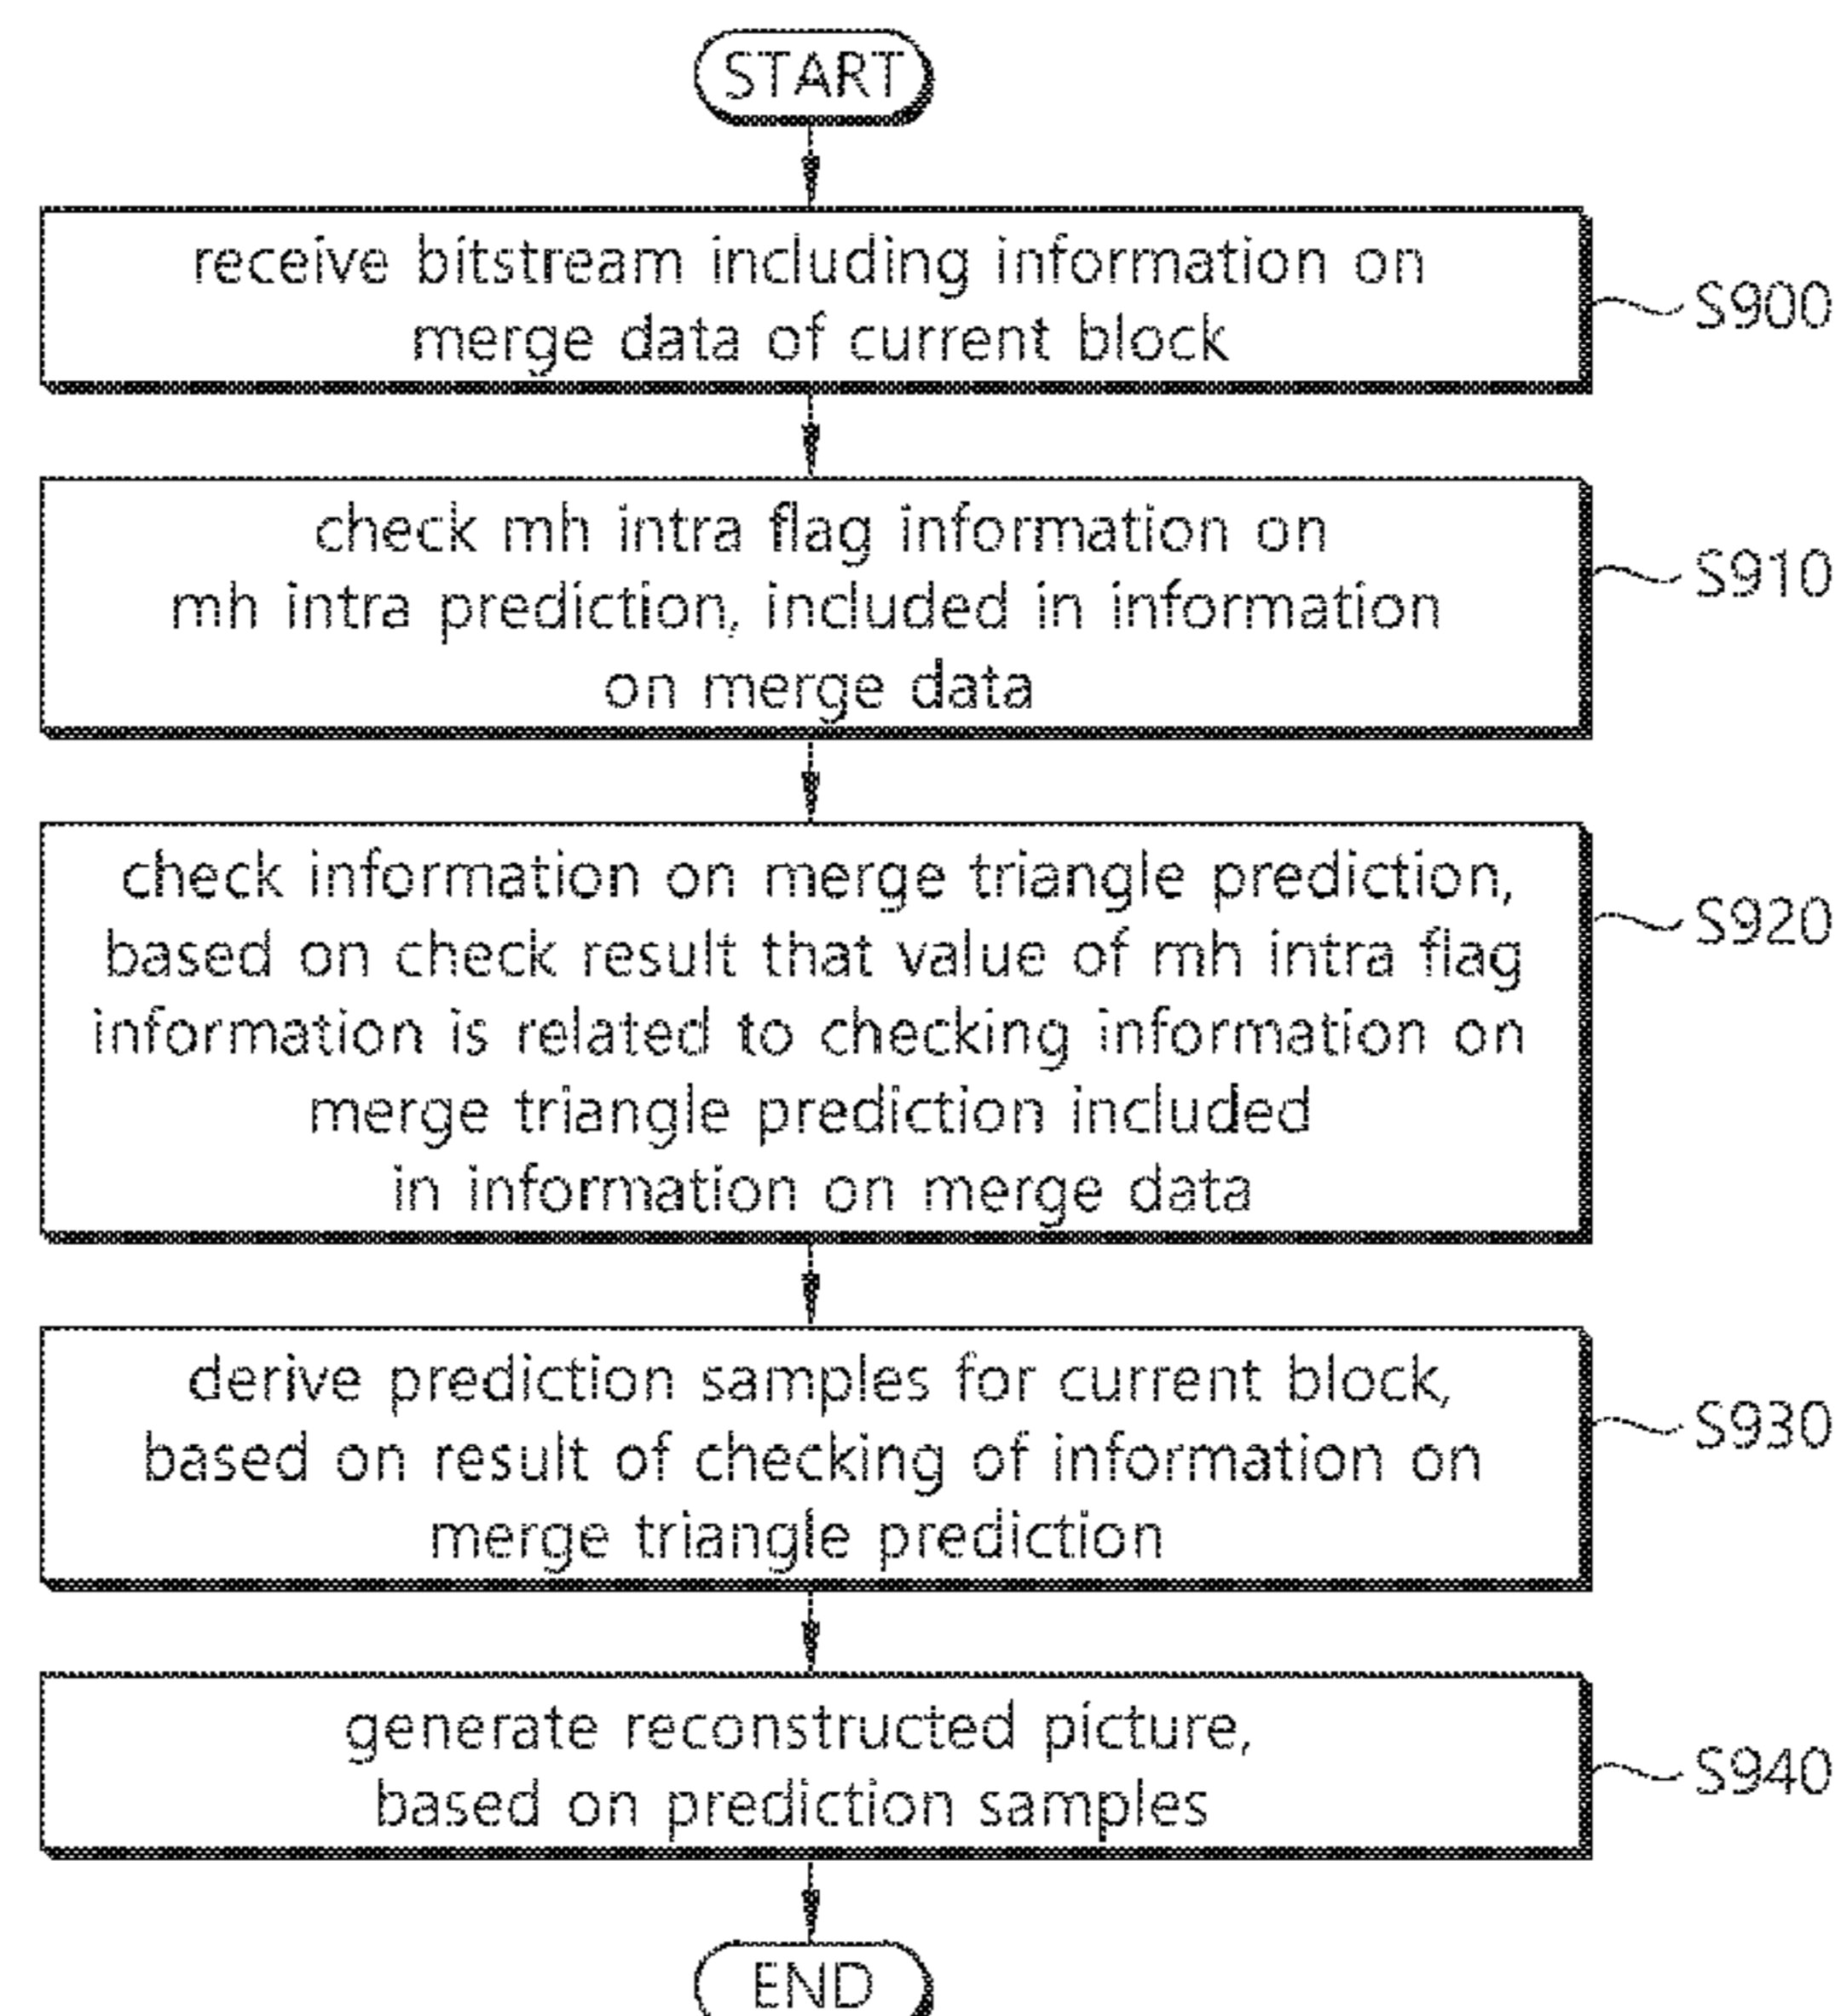 START
receive bitstream including information on
merge data of current block
S900
check mh intra flag information on
mh intra prediction, included in information
on merge data
S910
check information on merge triangle prediction,
based on check result that value of mh intra flag
information is related to checking information on
merge triangle prediction included
in information on merge data
S920
derive prediction samples for current block,
based on result of checking of information on
merge triangle prediction
S930
generate reconstructed picture,
based on prediction samples
S940
END